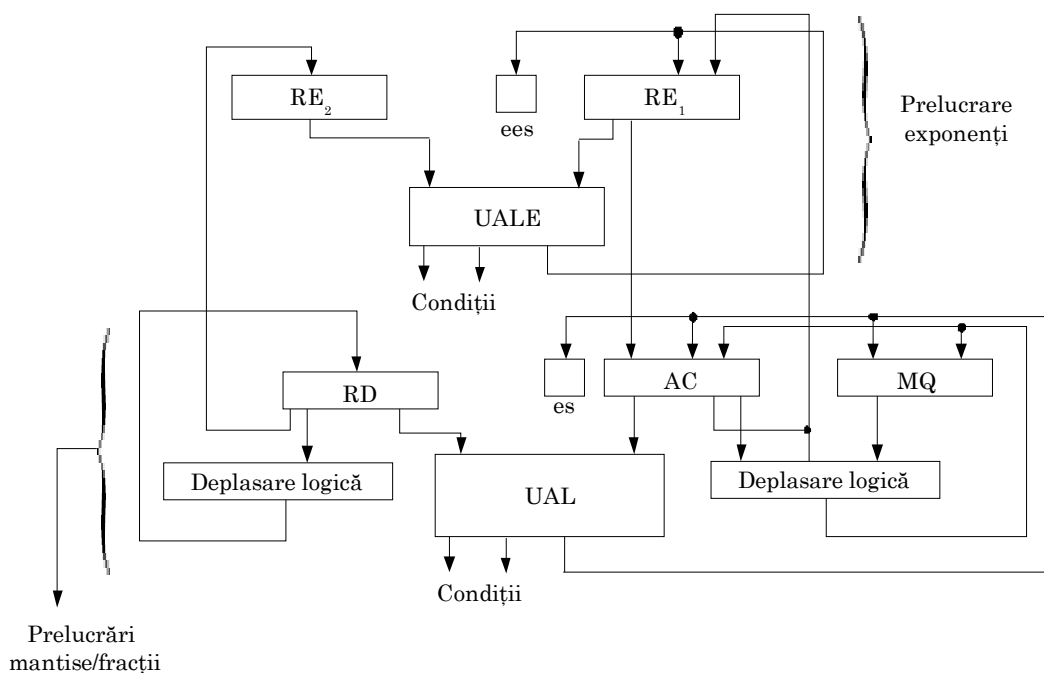 RE2
RE1
ees
Prelucrare
exponenți
UALE
Condiții
RD
es
AC
MQ
Deplasare logică
UAL
Deplasare logică
Condiții
Prelucrări
mantise/fracții